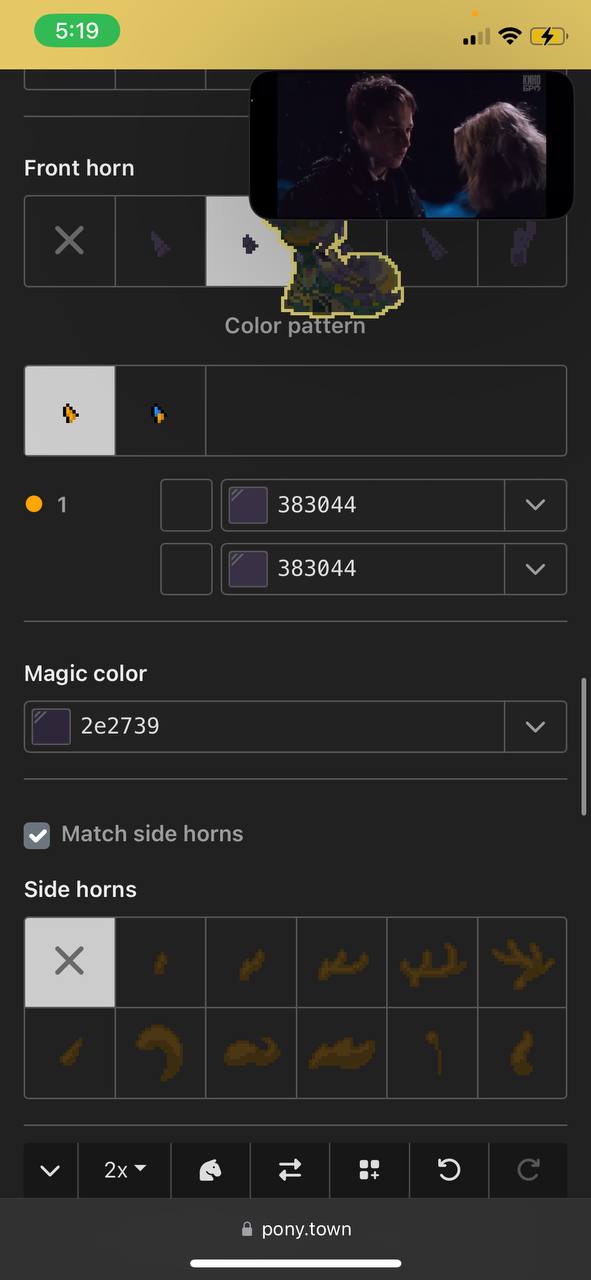 5:19
КИНО
Front horn
Color pattern
1
383044
383044
Magic color
2e2739
Match side horns
Side horns
2x
pony.town